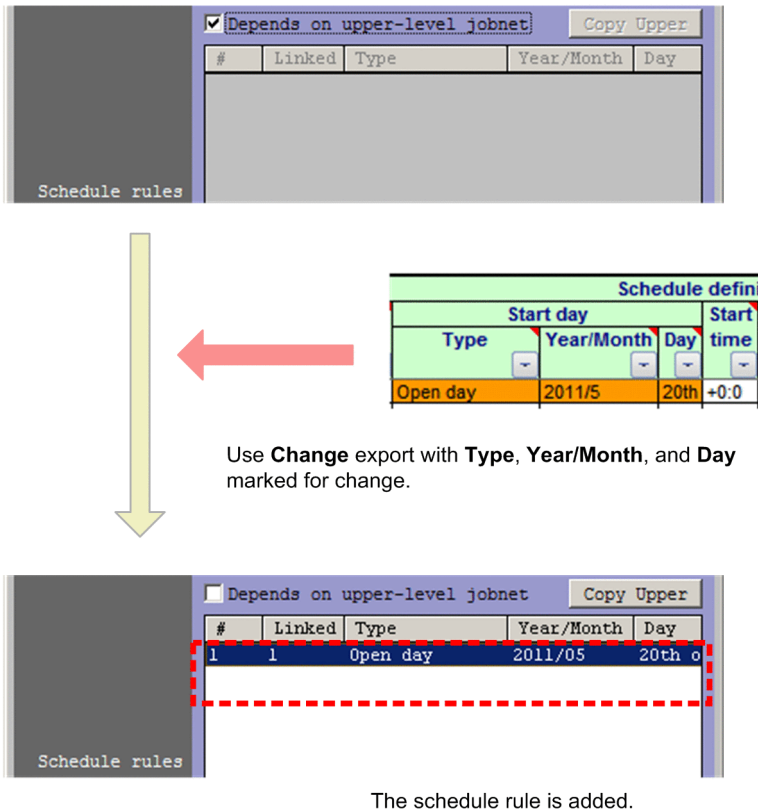 Depends on upper-level jobnet Copy Upper
# Linked Type Year/Month Day
Schedule rules
Schedule defini
Start day Start
Type Year/Month Day time
Open day 2011/5 20th +0:0
Use Change export with Type, Year/Month, and Day
marked for change.
Depends on upper-level jobnet Copy Upper
# Linked Type Year/Month Day
1 1 Open day 2011/05 20th o
Schedule rules
The schedule rule is added.